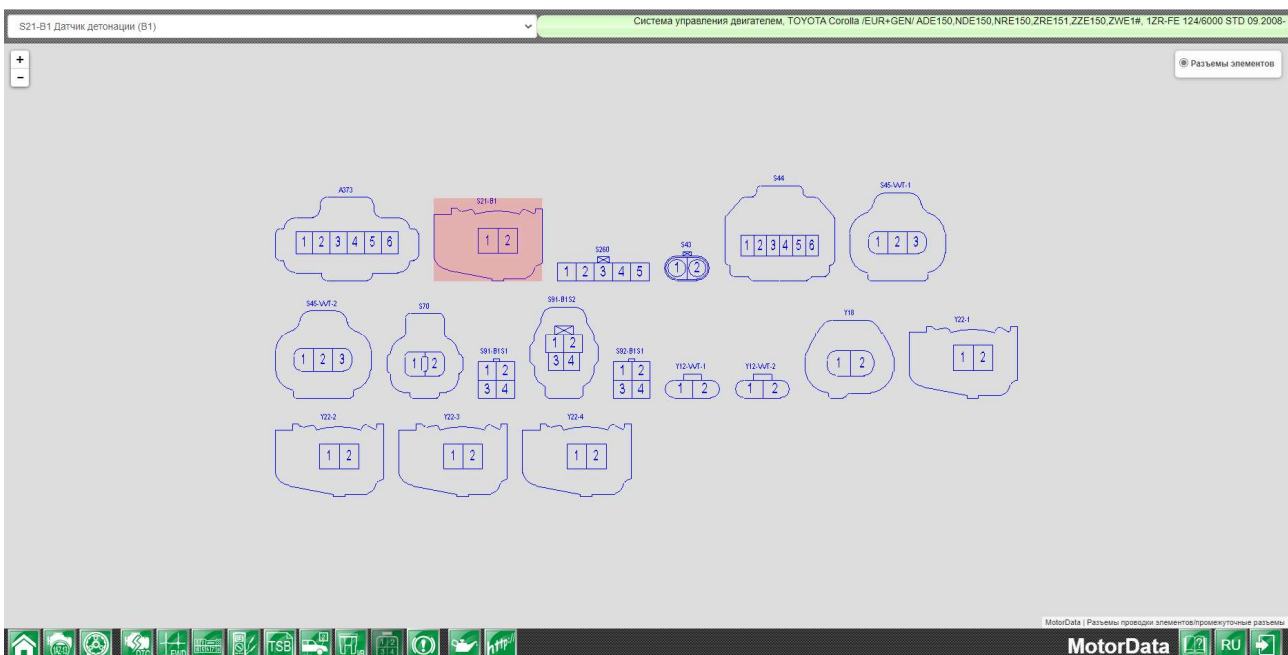 S21-B1 Датчик детонации (B1)
Система управления двигателем, TOYOTA Corolla /EUR+GEN/ ADE150,NDE150,NRE150,ZRE151,ZZE150,ZWE1#, 1ZR-FE 124/6000 STD 09.2008-
+
-
Разъемы элементов
A373
1 2 3 4 5 6
S21-B1
1 2
S260
1 2 3 4 5
S43
1 2
S44
1 2 3 4 5 6
S45-VVT-1
1 2 3
S45-VVT-2
1 2 3
S70
1 2
S91-B1S1
1 2
3 4
S91-B1S2
1 2
3 4
S92-B1S1
1 2
3 4
Y12-VVT-1
1 2
Y12-VVT-2
1 2
Y18
1 2
Y22-1
1 2
Y22-2
1 2
Y22-3
1 2
Y22-4
1 2
MotorData | Разъемы проводки элементов/промежуточные разъемы
DTC
FWD
TSB
http://
MotorData
RU